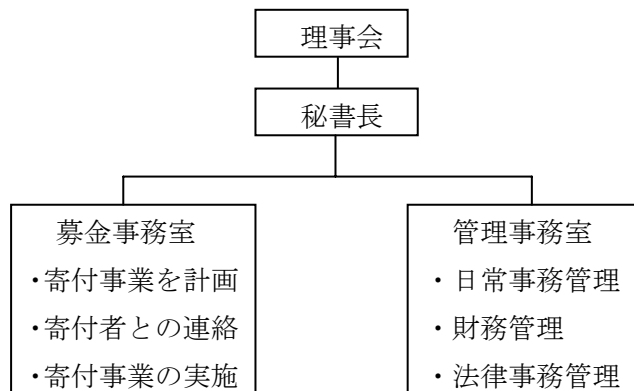 理事会
秘書長
募金事務室
・寄付事業を計画
・寄付者との連絡
・寄付事業の実施
管理事務室
・日常事務管理
・財務管理
・法律事務管理